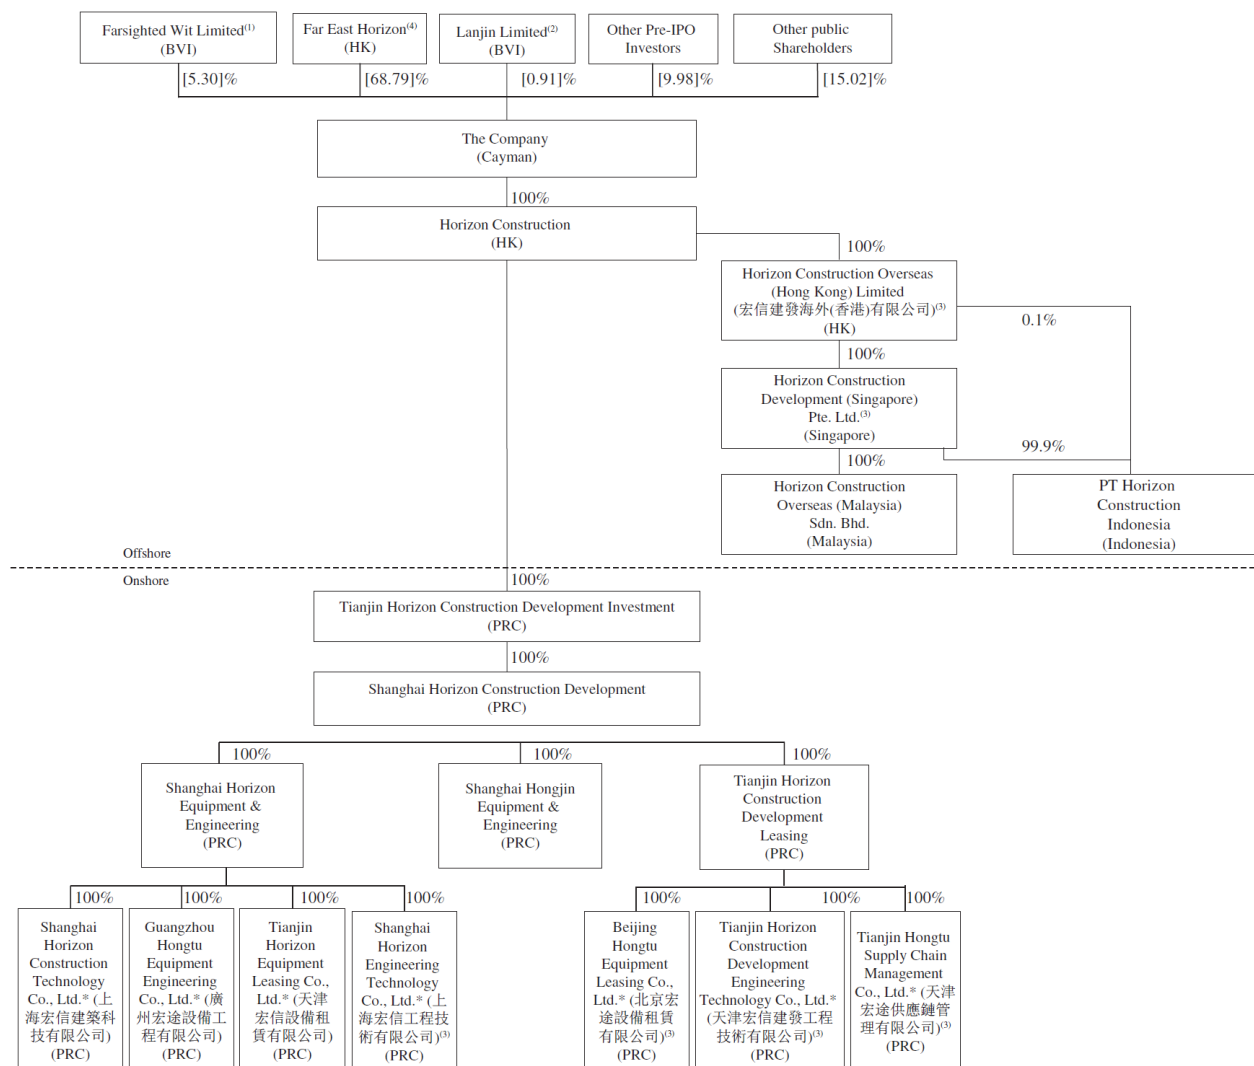 Farsighted Wit Limited(1)
(BVI)
Far East Horizon(4)
(HK)
Lanjin Limited(2)
(BVI)
Other Pre-IPO
Investors
Other public
Shareholders
[5.30]%
[68.79]%
[0.91]%
[9.98]%
[15.02]%
The Company
(Cayman)
100%
Horizon Construction
(HK)
100%
Horizon Construction Overseas
(Hong Kong) Limited
(宏信建發海外(香港)有限公司)(3)
(HK)
0.1%
100%
Horizon Construction
Development (Singapore)
Pte. Ltd.(3)
(Singapore)
99.9%
100%
Horizon Construction
Overseas (Malaysia)
Sdn. Bhd.
(Malaysia)
PT Horizon
Construction
Indonesia
(Indonesia)
Offshore
Onshore
100%
Tianjin Horizon Construction Development Investment
(PRC)
100%
Shanghai Horizon Construction Development
(PRC)
100%
100%
100%
Shanghai Horizon
Equipment &
Engineering
(PRC)
Shanghai Hongjin
Equipment &
Engineering
(PRC)
Tianjin Horizon
Construction
Development
Leasing
(PRC)
100%
100%
100%
100%
100%
100%
100%
Shanghai
Horizon
Construction
Technology
Co., Ltd.* (上
海宏信建築科
技有限公司)
(PRC)
Guangzhou
Hongtu
Equipment
Engineering
Co., Ltd.* (廣
州宏途設備工
程有限公司)
(PRC)
Tianjin
Horizon
Equipment
Leasing Co.,
Ltd.* (天津
宏信設備租
賃有限公司)
(PRC)
Shanghai
Horizon
Engineering
Technology
Co., Ltd.* (上
海宏信工程技
術有限公司)(3)
(PRC)
Beijing
Hongtu
Equipment
Leasing Co.,
Ltd.* (北京宏
途設備租賃
有限公司)(3)
(PRC)
Tianjin Horizon
Construction
Development
Engineering
Technology Co., Ltd.*
(天津宏信建發工程
技術有限公司)(3)
(PRC)
Tianjin Hongtu
Supply Chain
Management
Co., Ltd.* (天津
宏途供應鏈管
理有限公司)(3)
(PRC)